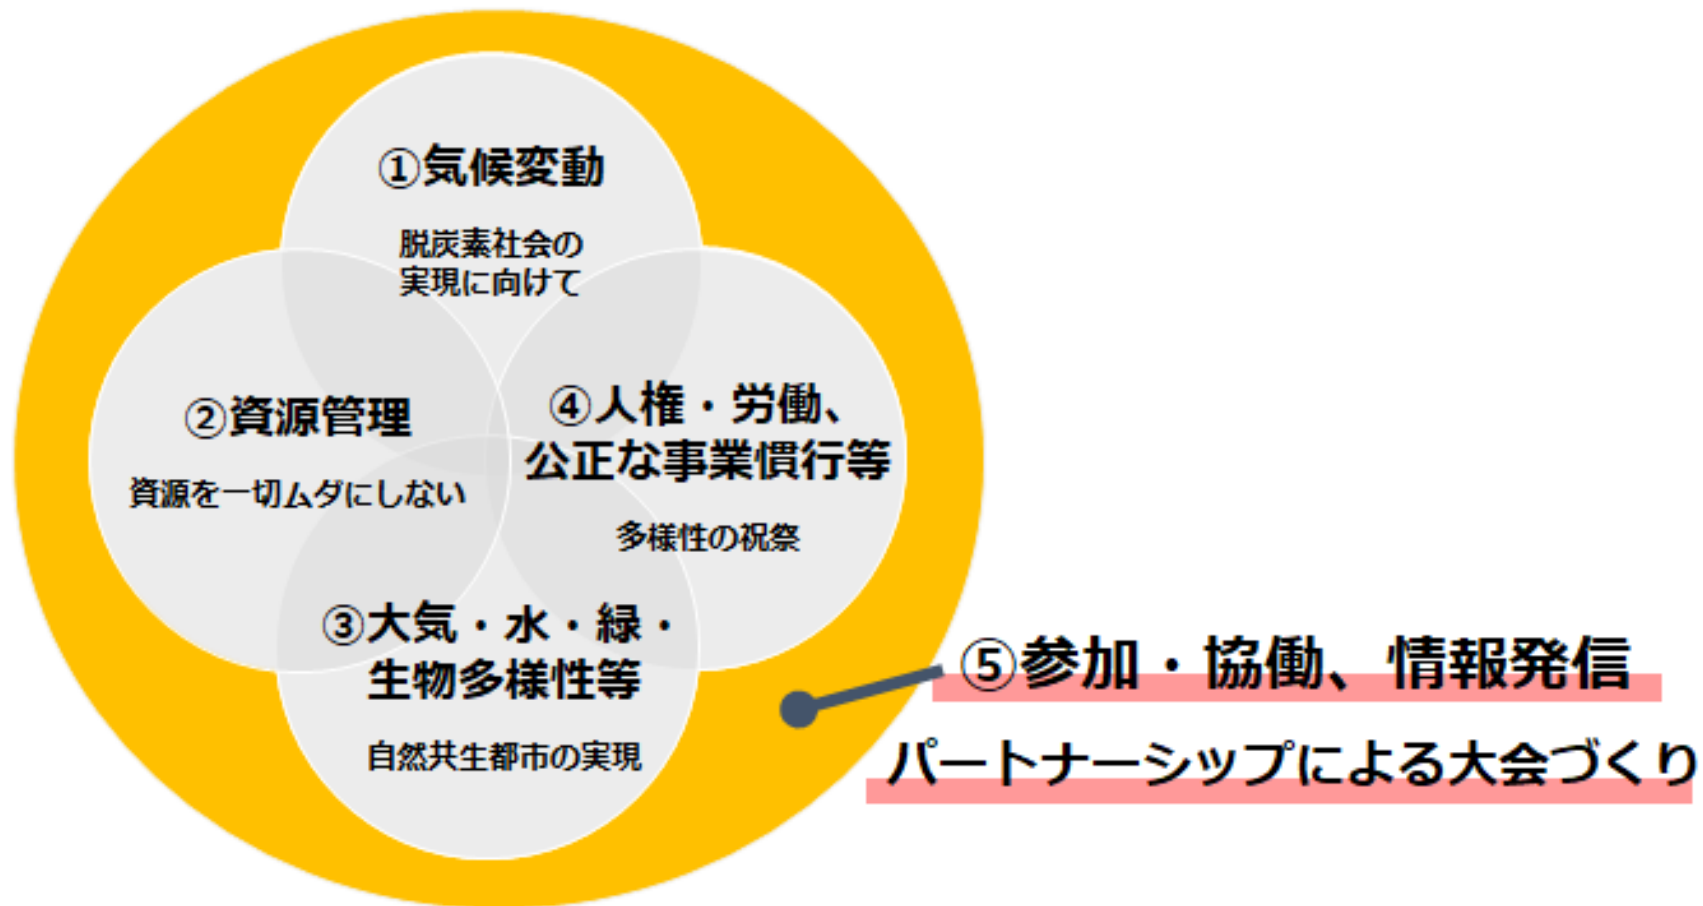 ①気候変動
脱炭素社会の
実現に向けて
②資源管理
資源を一切ムダにしない
③大気・水・緑・
生物多様性等
自然共生都市の実現
④人権・労働、
公正な事業慣行等
多様性の祝祭
⑤参加・協働、情報発信
パートナーシップによる大会づくり